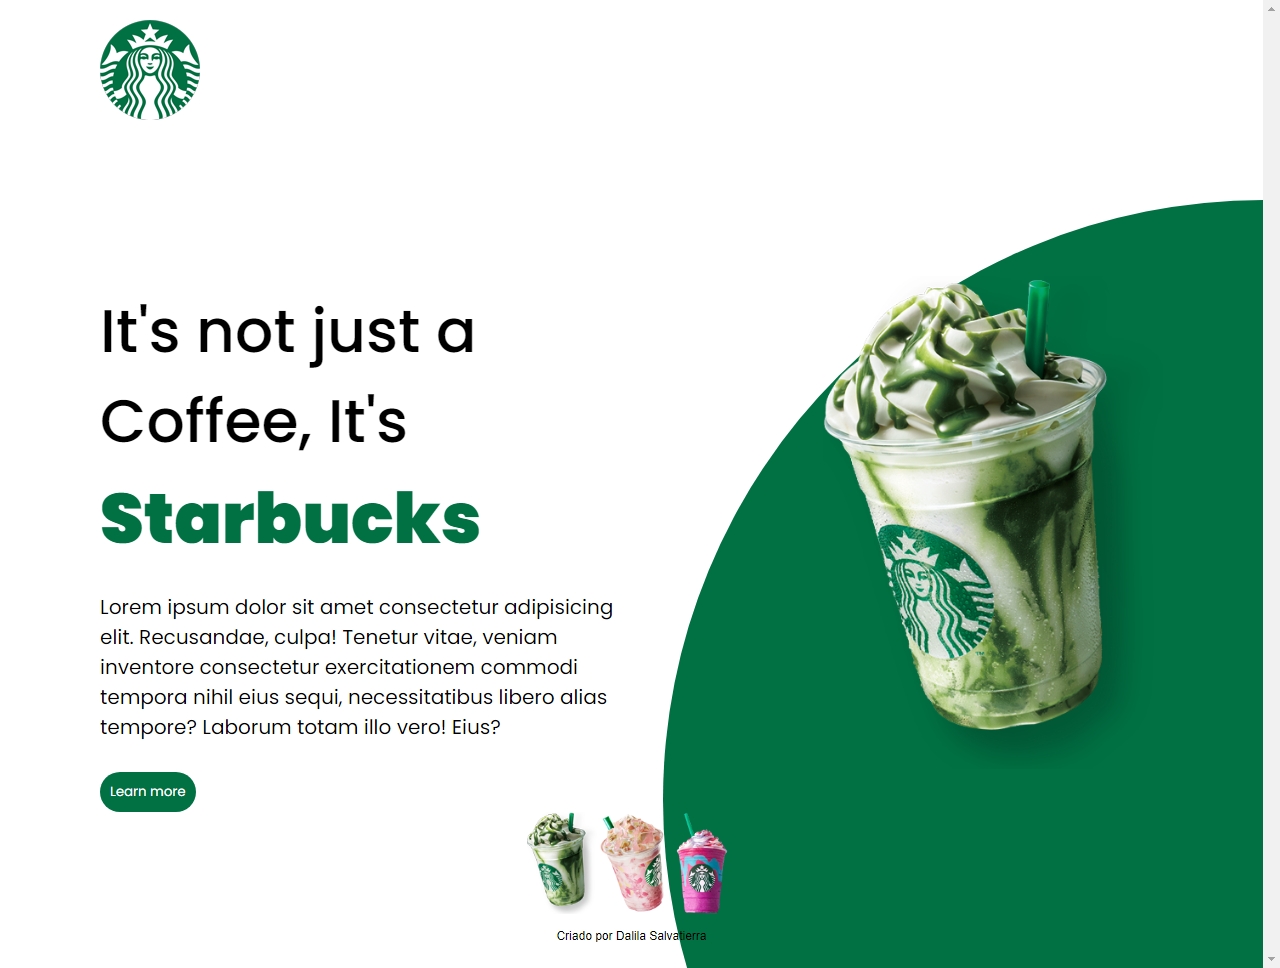 It's not just a
Coffee, It's
Starbucks
Lorem ipsum dolor sit amet consectetur adipisicing
elit. Recusandae, culpa! Tenetur vitae, veniam
inventore consectetur exercitationem commodi
tempora nihil eius sequi, necessitatibus libero alias
tempore? Laborum totam illo vero! Eius?
Learn more
Criado por Dalila Salvatierra